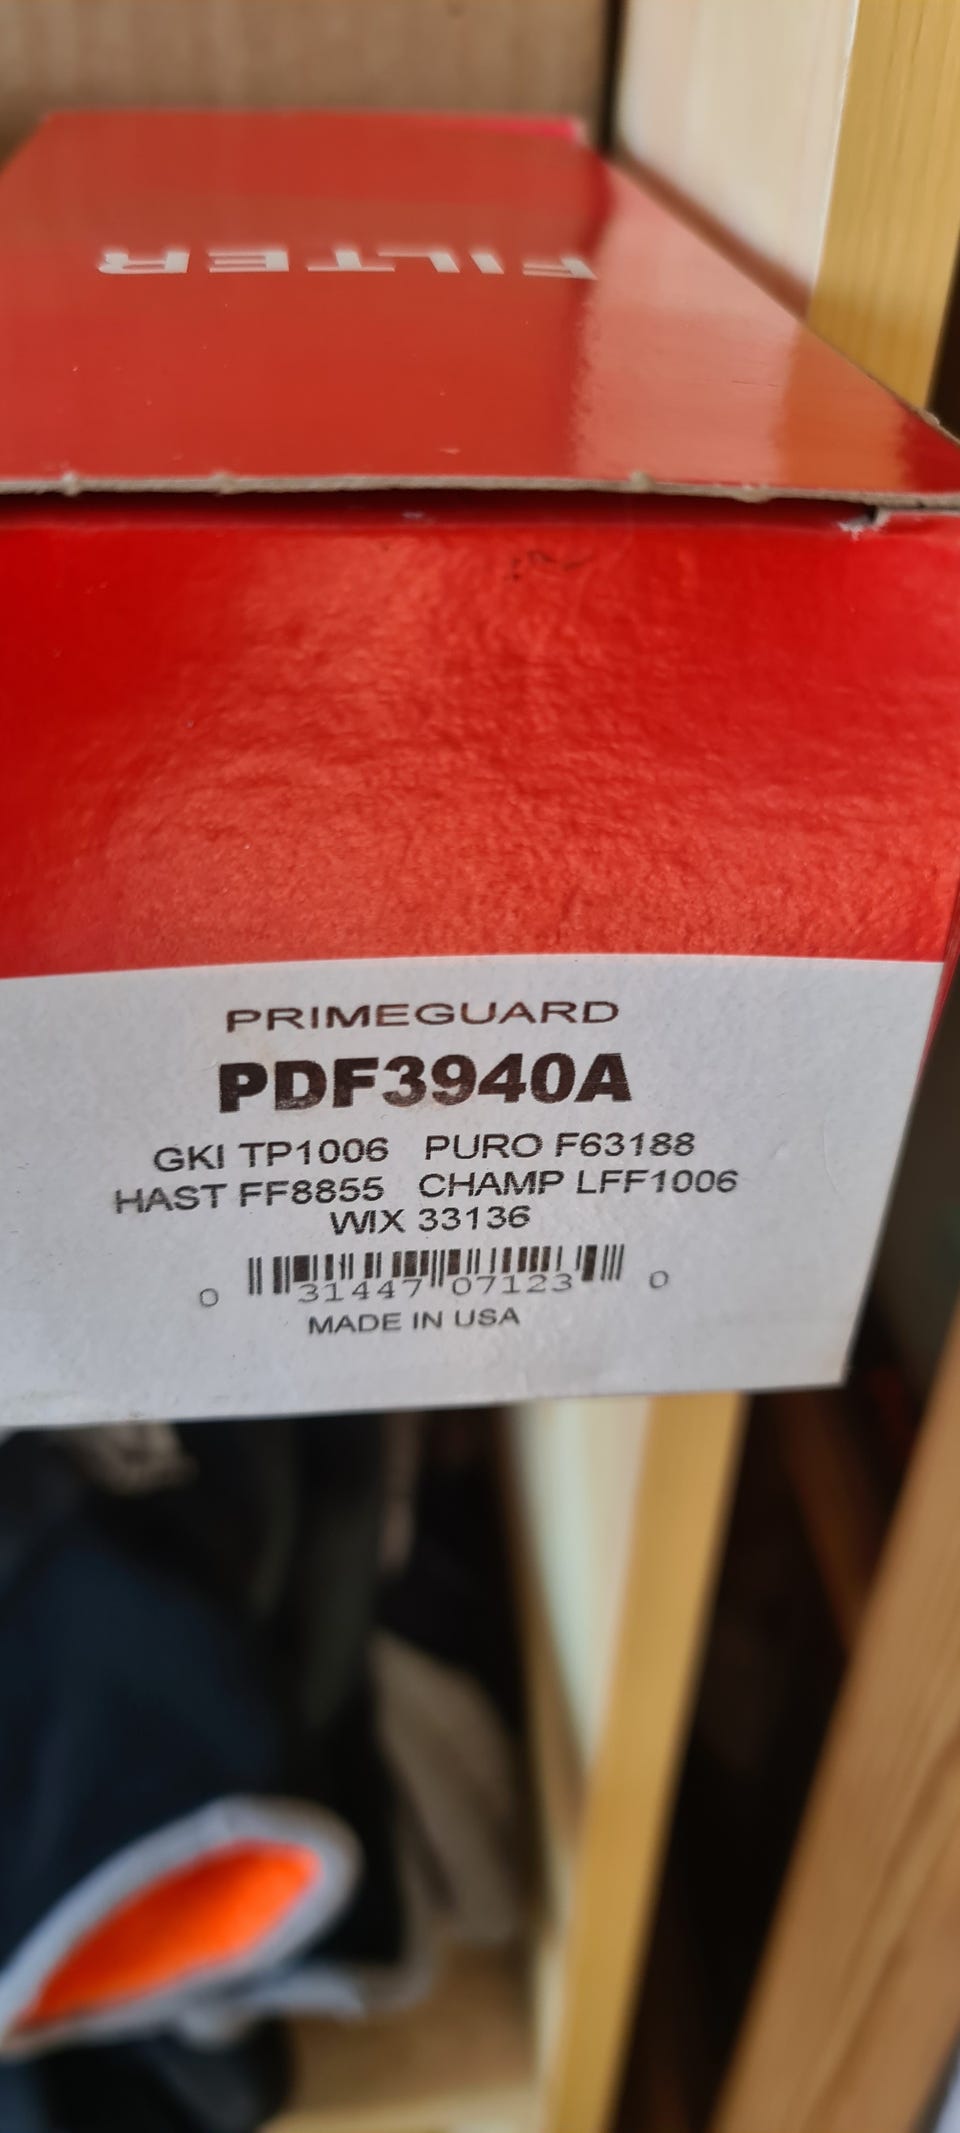 FILTER
PRIMEGUARD
PDF3940A
GKI TP1006 PURO F63188
HAST FF8855 CHAMP LFF1006
WIX 33136
0 31447 07123 0
MADE IN USA